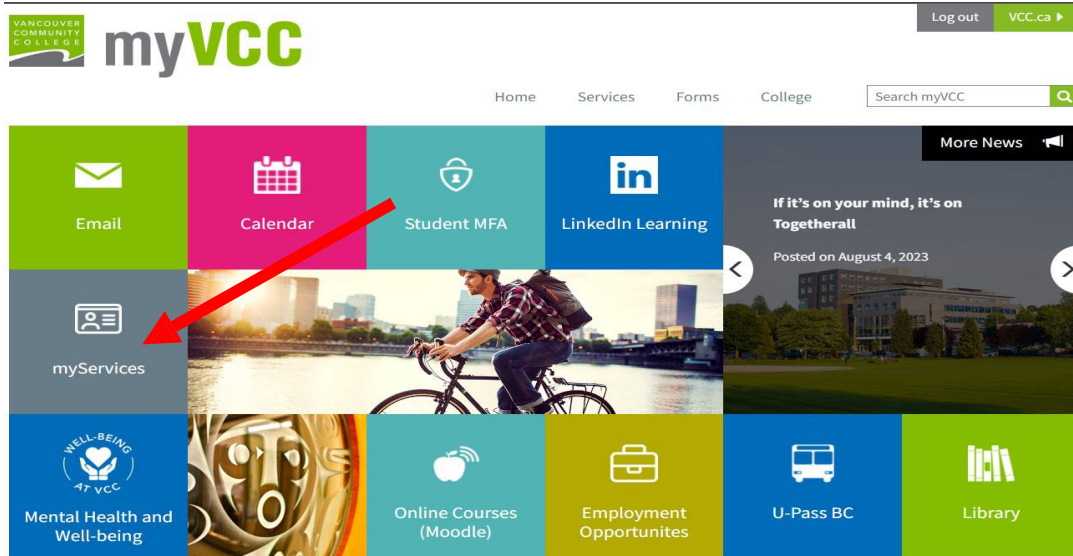 VANCOUVER
COMMUNITY
COLLEGE
myVCC
Log out
VCC.ca
Home
Services
Forms
College
Search myVCC
Email
Calendar
Student MFA
LinkedIn Learning
in
More News
If it's on your mind, it's on
Togetherall
Posted on August 4, 2023
myServices
WELL-BEING
AT VCC
Mental Health and
Well-being
Online Courses
(Moodle)
Employment
Opportunites
U-Pass BC
Library